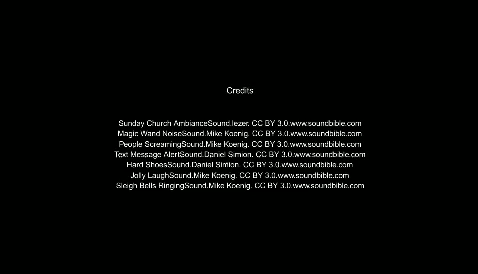 Credits
Sunday Church AmbianceSound.Iezer. CC BY 3.0.www.soundbible.com
Magic Wand NoiseSound.Mike Koenig. CC BY 3.0.www.soundbible.com
People ScreamingSound.Mike Koenig. CC BY 3.0.www.soundbible.com
Text Message AlertSound.Daniel Simion. CC BY 3.0.www.soundbible.com
Hard ShoesSound.Daniel Simion. CC BY 3.0.www.soundbible.com
Jolly LaughSound.Mike Koenig. CC BY 3.0.www.soundbible.com
Sleigh Bells RingingSound.Mike Koenig. CC BY 3.0.www.soundbible.com